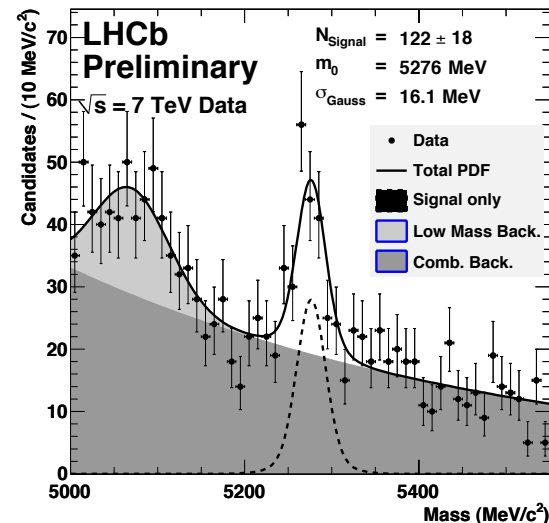 LHCb
Preliminary
√s = 7 TeV Data
N_Signal = 122 ± 18
m_0 = 5276 MeV
σ_Gauss = 16.1 MeV
Data
Total PDF
Signal only
Low Mass Back.
Comb. Back.
Candidates / (10 MeV/c²)
70
60
50
40
30
20
10
0
5000
5200
5400
Mass (MeV/c²)